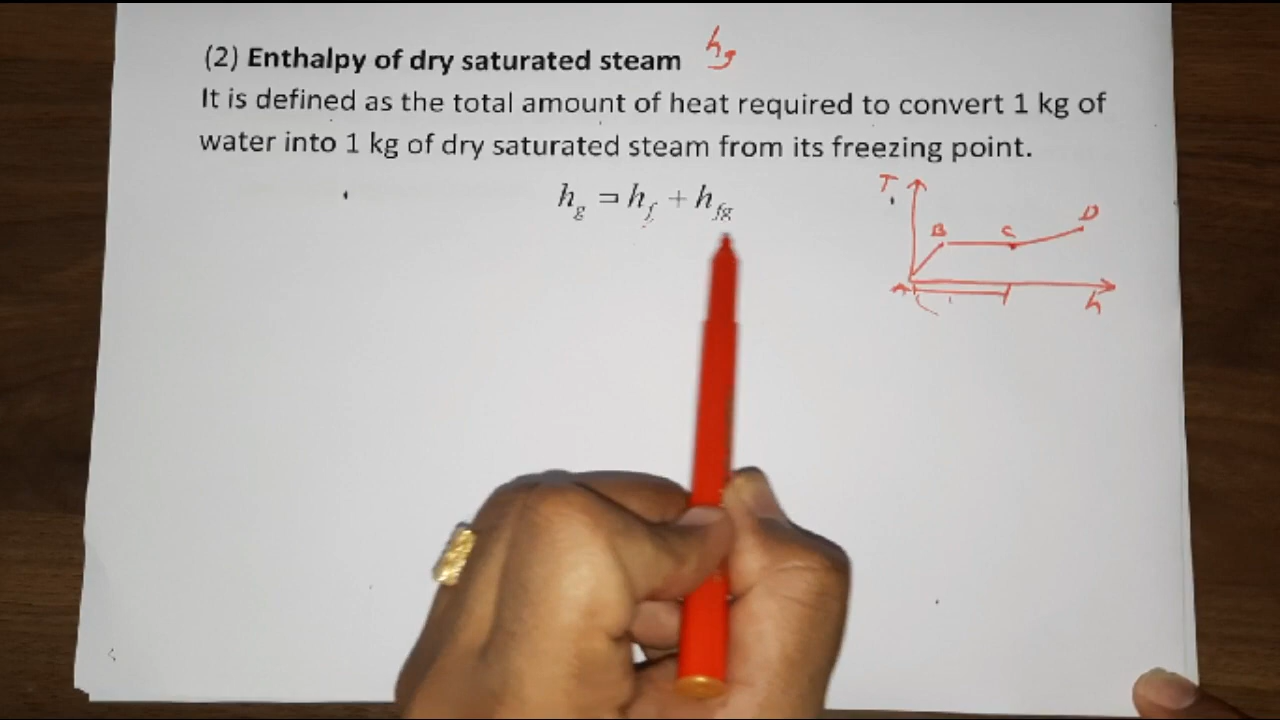 (2) Enthalpy of dry saturated steam hg
It is defined as the total amount of heat required to convert 1 kg of
water into 1 kg of dry saturated steam from its freezing point.
hg = hf + hfg
T
B C D
A
h